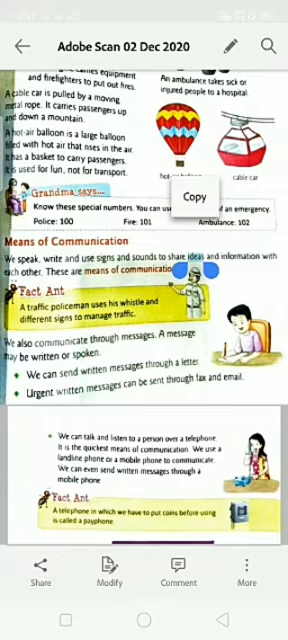 Adobe Scan 02 Dec 2020
carries equipment
and firefighters to put out fires.
An ambulance takes sick or
injured people to a hospital.
A cable car is pulled by a moving
metal rope. It carries passengers up
and down a mountain.
A hot-air balloon is a large balloon
filled with hot air that rises in the air.
It has a basket to carry passengers.
It is used for fun, not for transport.
cable car
Copy
Grandma says...
Know these special numbers. You can use of an emergency.
Police: 100 Fire: 101 Ambulance: 102
Means of Communication
We speak, write and use signs and sounds to share ideas and information with
each other. These are means of communication
Fact Ant
A traffic policeman uses his whistle and
different signs to manage traffic.
We also communicate through messages. A message
may be written or spoken.
• We can send written messages through a letter.
• Urgent written messages can be sent through fax and email.
• We can talk and listen to a person over a telephone.
It is the quickest means of communication. We use a
landline phone or a mobile phone to communicate.
We can even send written messages through a
mobile phone
Fact Ant
A telephone in which we have to put coins before using
is called a payphone.
Share Modify Comment More